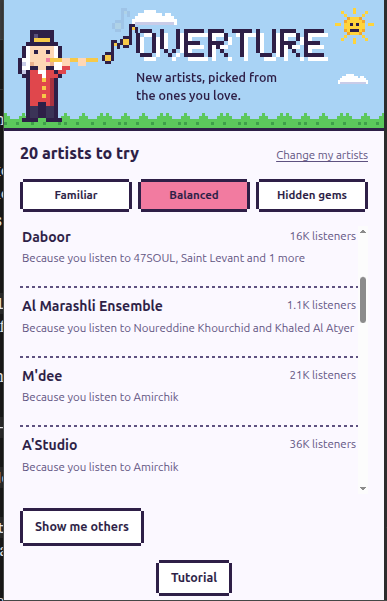 OVERTURE
New artists, picked from
the ones you love.
20 artists to try
Change my artists
Familiar
Balanced
Hidden gems
Daboor
16K listeners
Because you listen to 47SOUL, Saint Levant and 1 more
Al Marashli Ensemble
1.1K listeners
Because you listen to Noureddine Khourchid and Khaled Al Atyer
M'dee
21K listeners
Because you listen to Amirchik
A'Studio
36K listeners
Because you listen to Amirchik
Show me others
Tutorial